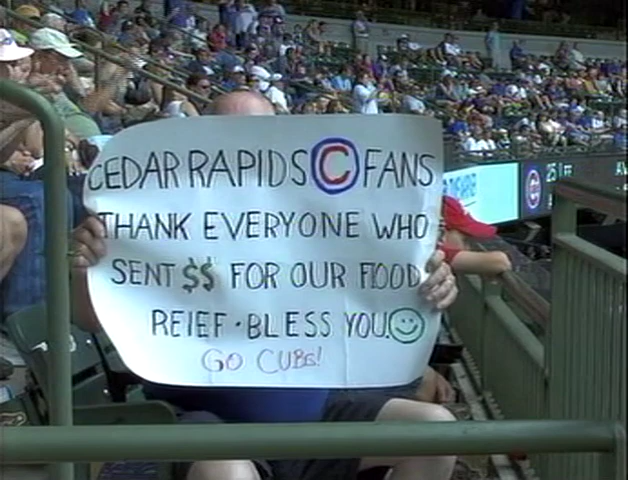 CEDAR RAPIDS C FANS
THANK EVERYONE WHO
SENT $$ FOR OUR FLOOD
REIEF · BLESS YOU!
GO CUBS!